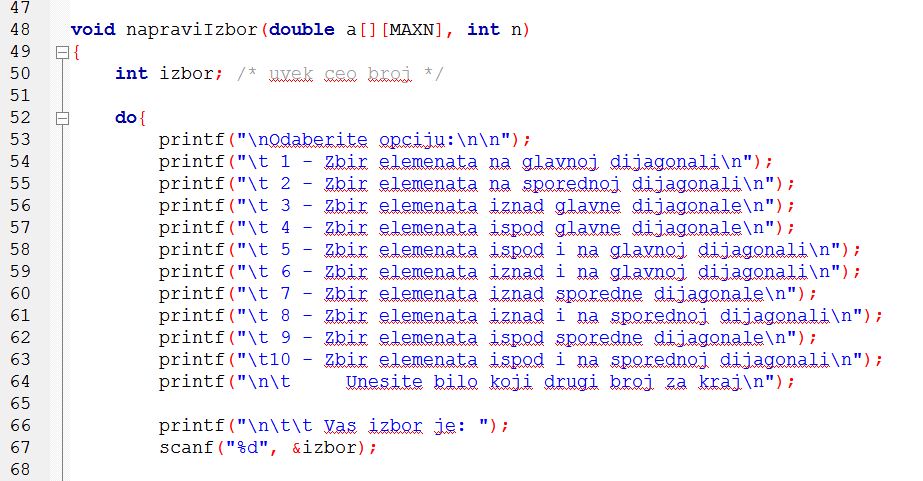 47
48 void napraviIzbor(double a[][MAXN], int n)
49 {
50 int izbor; /* uvek ceo broj */
51
52 do{
53 printf("\nOdaberite opciju:\n\n");
54 printf("\t 1 - Zbir elemenata na glavnoj dijagonali\n");
55 printf("\t 2 - Zbir elemenata na sporednoj dijagonali\n");
56 printf("\t 3 - Zbir elemenata iznad glavne dijagonale\n");
57 printf("\t 4 - Zbir elemenata ispod glavne dijagonale\n");
58 printf("\t 5 - Zbir elemenata ispod i na glavnoj dijagonali\n");
59 printf("\t 6 - Zbir elemenata iznad i na glavnoj dijagonali\n");
60 printf("\t 7 - Zbir elemenata iznad sporedne dijagonale\n");
61 printf("\t 8 - Zbir elemenata iznad i na sporednoj dijagonali\n");
62 printf("\t 9 - Zbir elemenata ispod sporedne dijagonale\n");
63 printf("\t10 - Zbir elemenata ispod i na sporednoj dijagonali\n");
64 printf("\n\t     Unesite bilo koji drugi broj za kraj\n");
65
66 printf("\n\t\t Vas izbor je: ");
67 scanf("%d", &izbor);
68